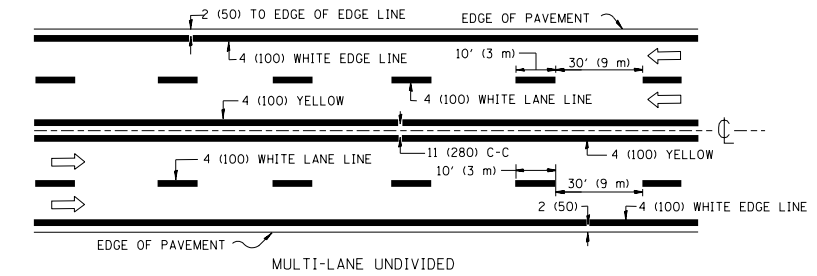 2 (50) TO EDGE OF EDGE LINE
EDGE OF PAVEMENT
4 (100) WHITE EDGE LINE
10' (3 m)
30' (9 m)
4 (100) YELLOW
4 (100) WHITE LANE LINE
℄
4 (100) WHITE LANE LINE
11 (280) C-C
4 (100) YELLOW
10' (3 m)
30' (9 m)
2 (50)
4 (100) WHITE EDGE LINE
EDGE OF PAVEMENT
MULTI-LANE UNDIVIDED